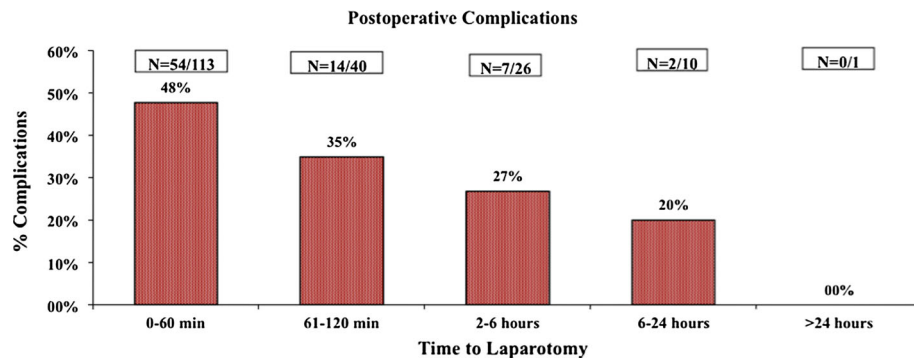 Postoperative Complications
60%
50%
40%
30%
20%
10%
00%
% Complications
N=54/113
N=14/40
N=7/26
N=2/10
N=0/1
48%
35%
27%
20%
00%
0-60 min
61-120 min
2-6 hours
6-24 hours
>24 hours
Time to Laparotomy